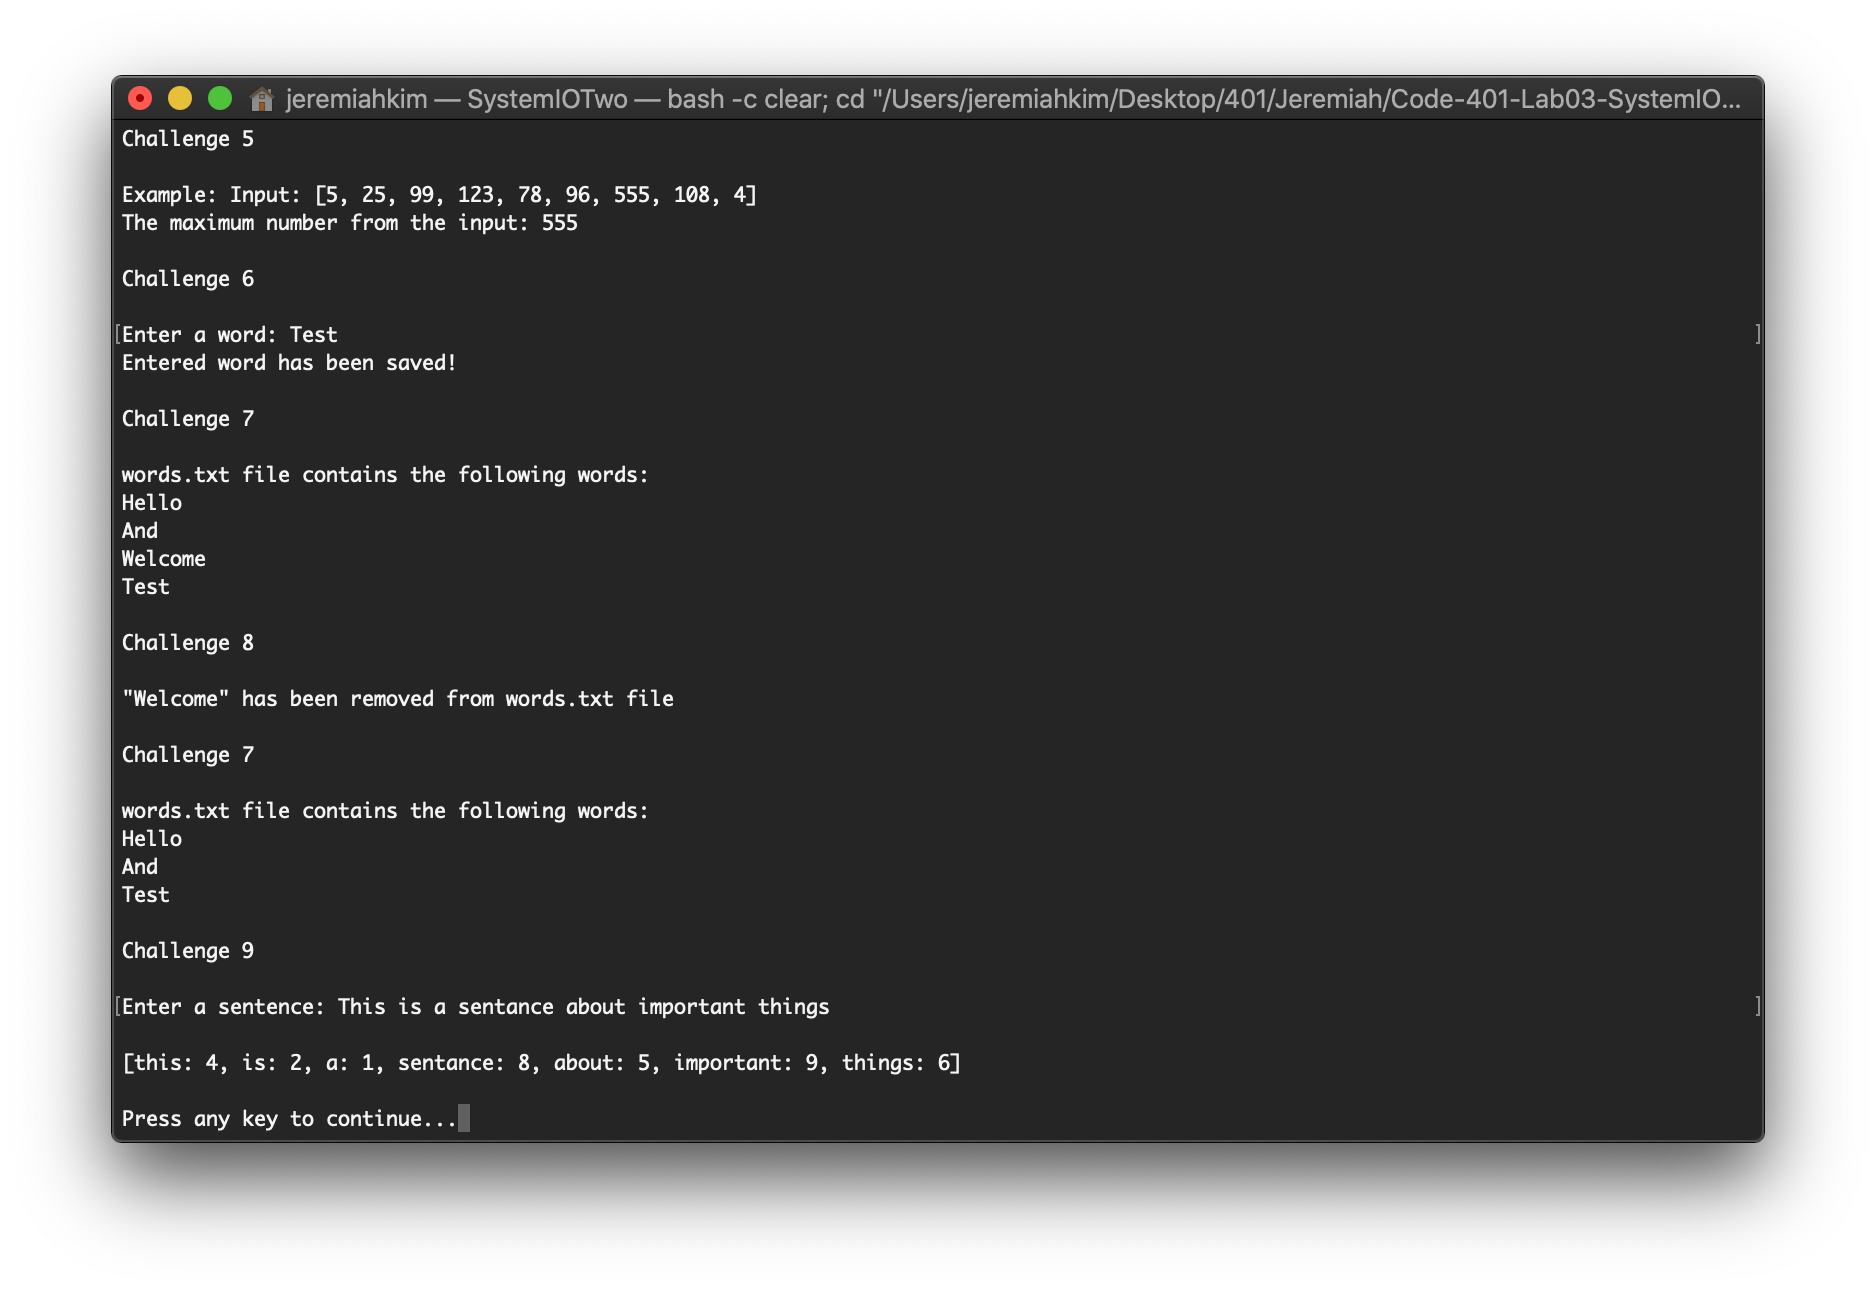 jeremiahkim — SystemIOTwo — bash -c clear; cd "/Users/jeremiahkim/Desktop/401/Jeremiah/Code-401-Lab03-SystemIO...
Challenge 5
Example: Input: [5, 25, 99, 123, 78, 96, 555, 108, 4]
The maximum number from the input: 555
Challenge 6
[Enter a word: Test ]
Entered word has been saved!
Challenge 7
words.txt file contains the following words:
Hello
And
Welcome
Test
Challenge 8
"Welcome" has been removed from words.txt file
Challenge 7
words.txt file contains the following words:
Hello
And
Test
Challenge 9
[Enter a sentence: This is a sentance about important things ]
[this: 4, is: 2, a: 1, sentance: 8, about: 5, important: 9, things: 6]
Press any key to continue...